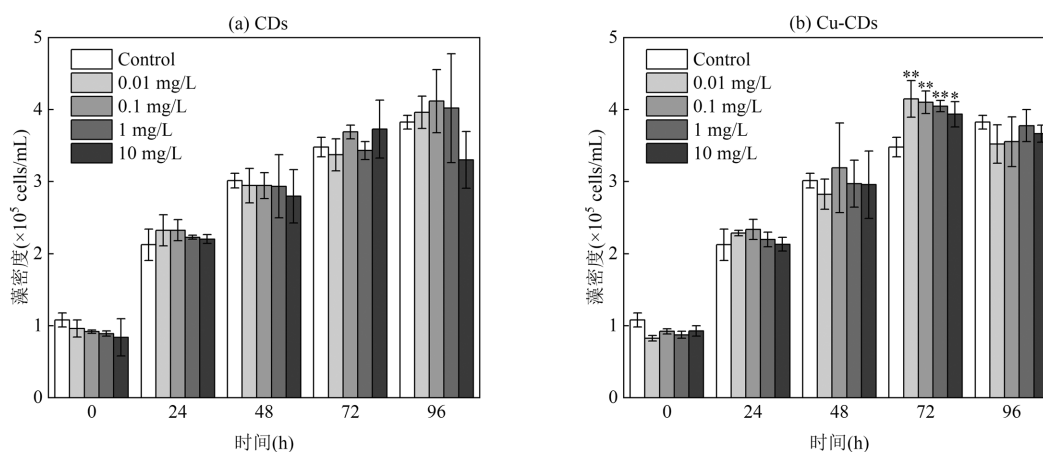 (a) CDs
Control
0.01 mg/L
0.1 mg/L
1 mg/L
10 mg/L
藻密度(×10⁵ cells/mL)
5
4
3
2
1
0
0 24 48 72 96
时间(h)
(b) Cu-CDs
Control
0.01 mg/L
0.1 mg/L
1 mg/L
10 mg/L
** ** ** *
藻密度(×10⁵ cells/mL)
5
4
3
2
1
0
0 24 48 72 96
时间(h)